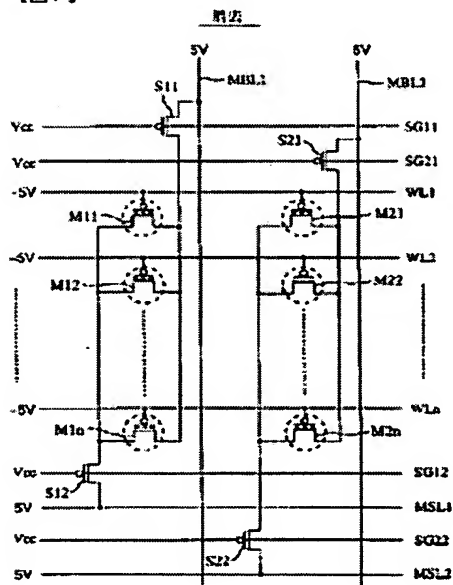 消去
5V 5V
S11 MBL1 MBL2
Vcc S21 SG11
Vcc SG21
-5V WL1
M11 M21
-5V WL2
M12 M22
-5V WLn
M1n M2n
Vcc SG12
S12
5V MSL1
Vcc SG22
S22
5V MSL2